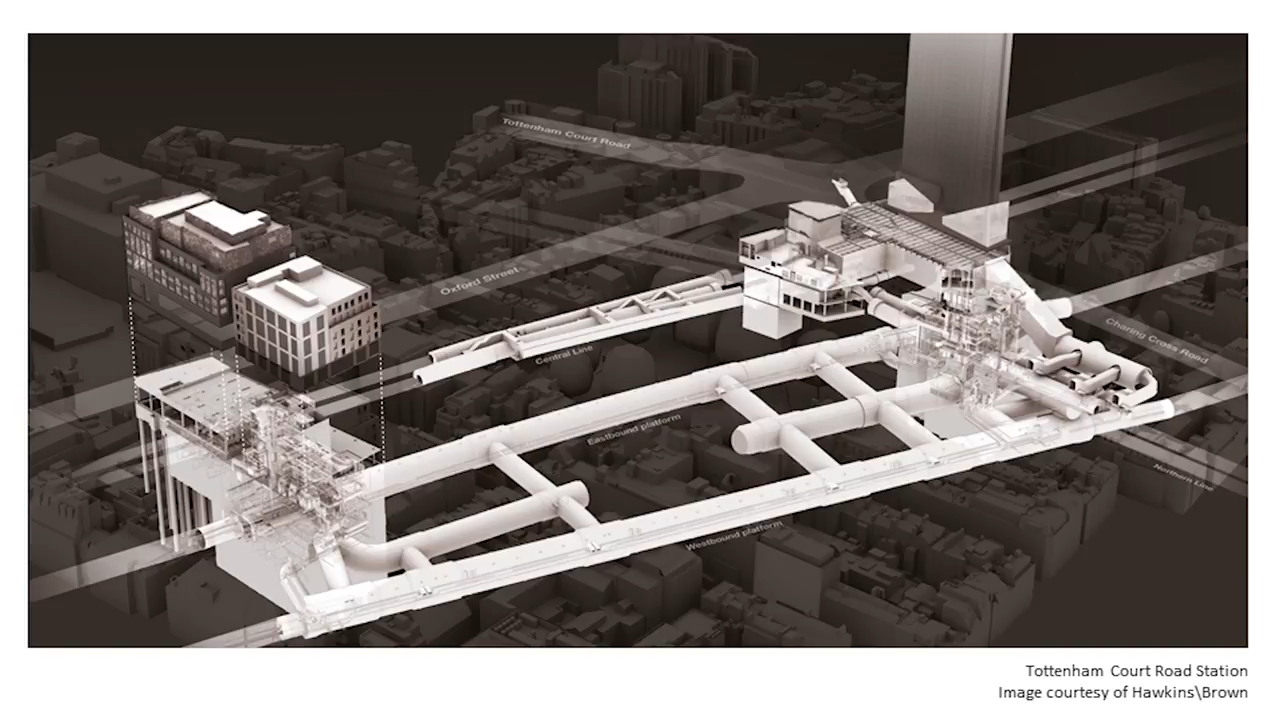 Tottenham Court Road
Oxford Street
Central Line
Charing Cross Road
Eastbound platform
Northern Line
Westbound platform
Tottenham Court Road Station
Image courtesy of Hawkins\Brown